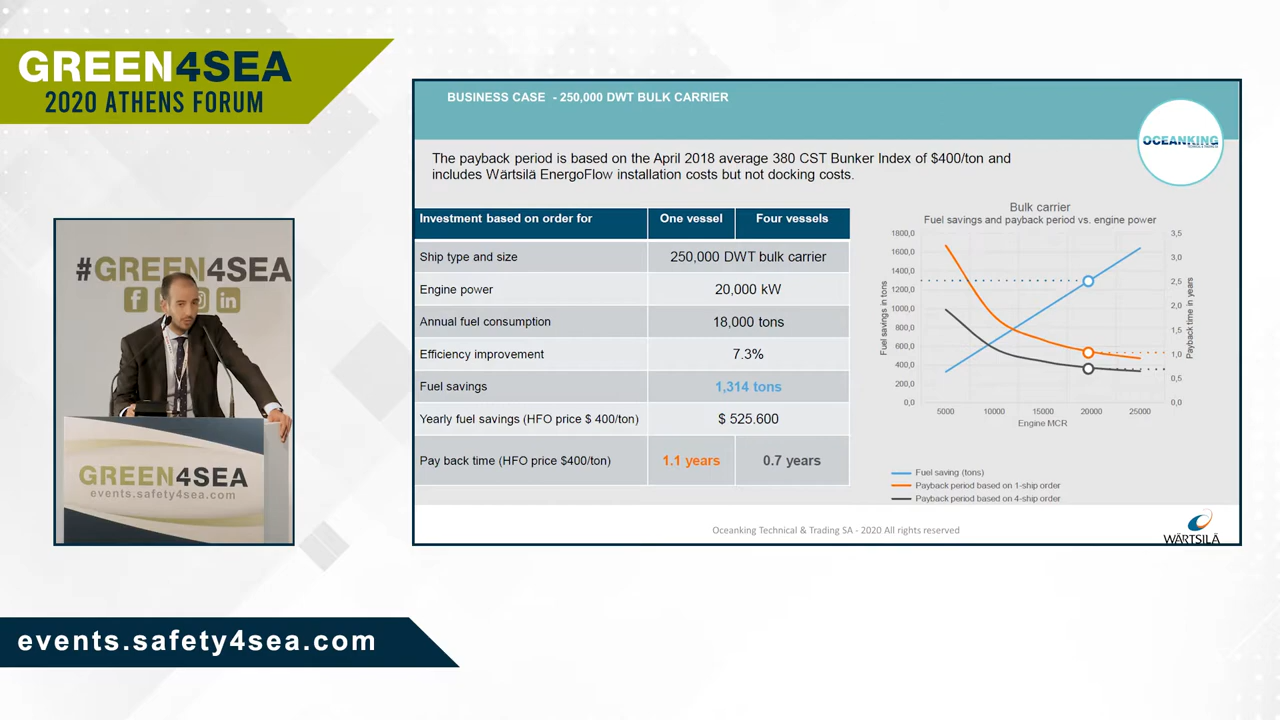 GREEN4SEA
2020 ATHENS FORUM
#GREEN4SEA
GREEN4SEA
events.safety4sea.com
BUSINESS CASE - 250,000 DWT BULK CARRIER
OCEANKING
The payback period is based on the April 2018 average 380 CST Bunker Index of $400/ton and
includes Wärtsilä EnergoFlow installation costs but not docking costs.
Investment based on order for One vessel Four vessels
Ship type and size 250,000 DWT bulk carrier
Engine power 20,000 kW
Annual fuel consumption 18,000 tons
Efficiency improvement 7.3%
Fuel savings 1,314 tons
Yearly fuel savings (HFO price $ 400/ton) $ 525.600
Pay back time (HFO price $400/ton) 1.1 years 0.7 years
Bulk carrier
Fuel savings and payback period vs. engine power
Fuel savings in tons
1800,0
1600,0
1400,0
1200,0
1000,0
800,0
600,0
400,0
200,0
0,0
3,5
3,0
2,5
2,0
1,5
1,0
0,5
0,0
Payback time in years
5000 10000 15000 20000 25000
Engine MCR
Fuel saving (tons)
Payback period based on 1-ship order
Payback period based on 4-ship order
Oceanking Technical & Trading SA - 2020 All rights reserved
WÄRTSILÄ
events.safety4sea.com